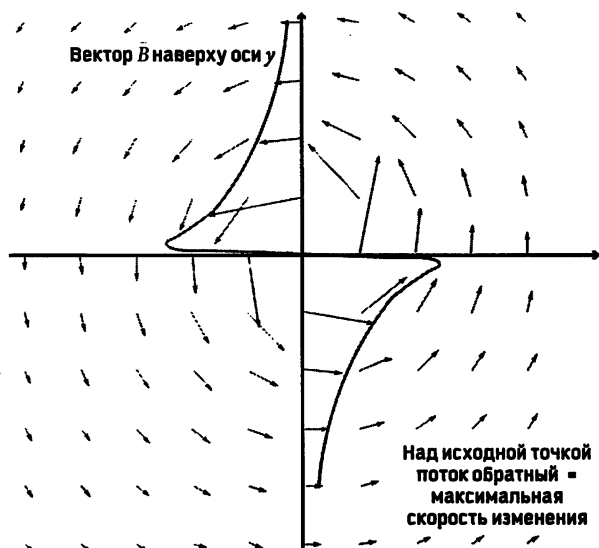 Вектор B̄ наверху оси y
Над исходной точкой
поток обратный =
максимальная
скорость изменения